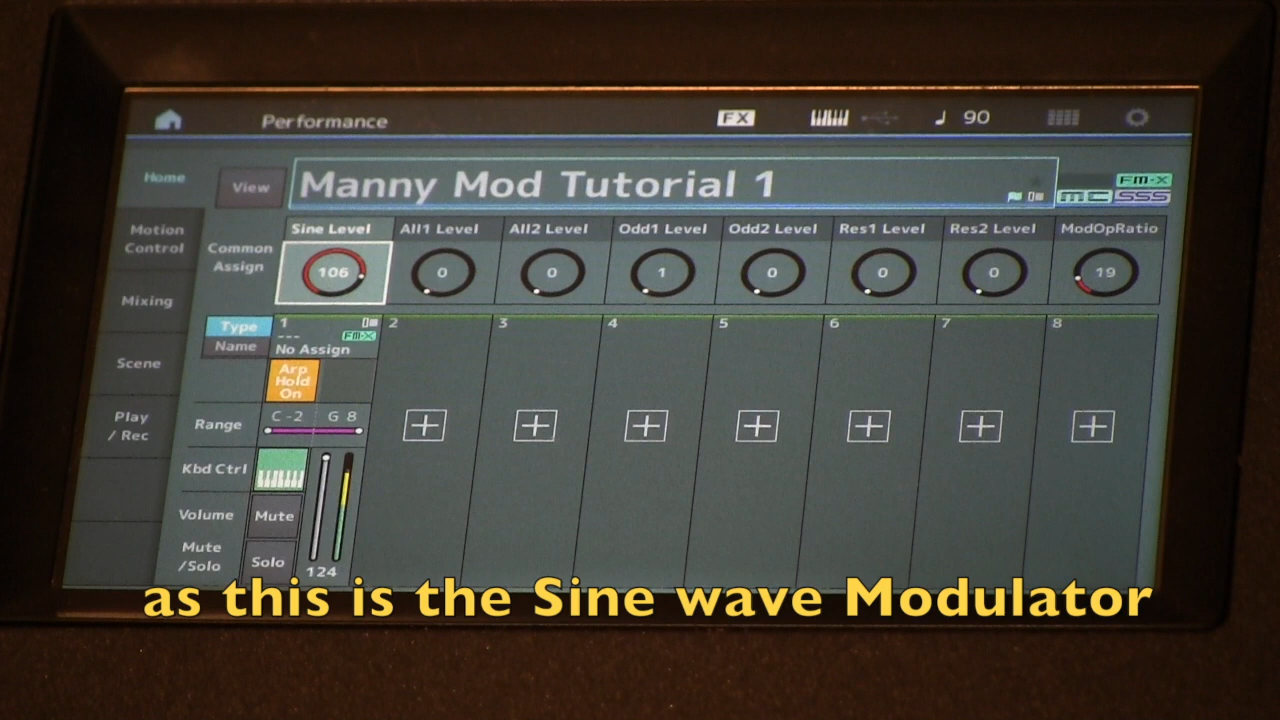 Performance FX 90
Home
View
Manny Mod Tutorial 1
FM-X
MC SSS
Motion Control
Common Assign
Sine Level All1 Level All2 Level Odd1 Level Odd2 Level Res1 Level Res2 Level ModOpRatio
106 0 0 1 0 0 0 19
Mixing
Scene
Play / Rec
Type
Name
1 2 3 4 5 6 7 8
FM-X
---
No Assign
Arp
Hold
On
Range C -2 G 8
Kbd Ctrl
Volume Mute
Mute /Solo Solo
124
as this is the Sine wave Modulator